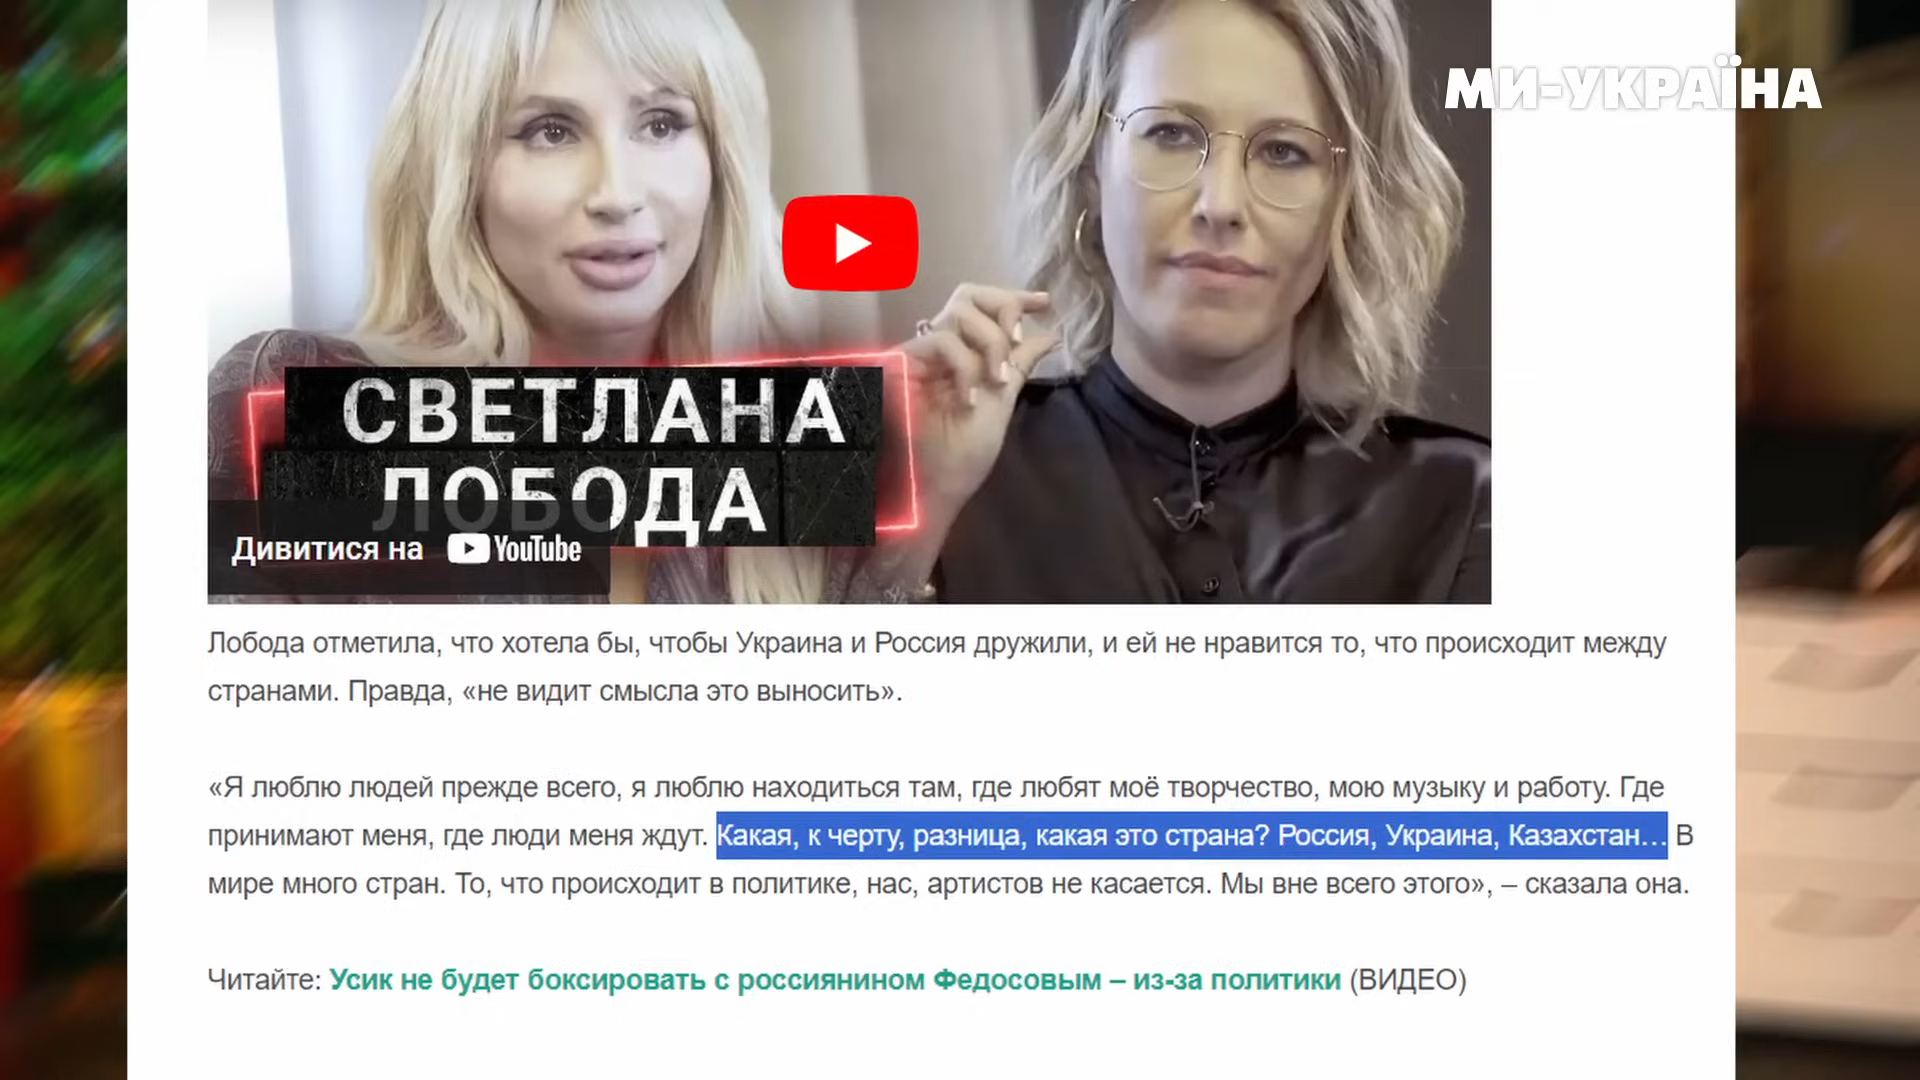 МИ-УКРАЇНА
СВЕТЛАНА
ЛОБОДА
Дивитися на YouTube
Лобода отметила, что хотела бы, чтобы Украина и Россия дружили, и ей не нравится то, что происходит между
странами. Правда, «не видит смысла это выносить».
«Я люблю людей прежде всего, я люблю находиться там, где любят моё творчество, мою музыку и работу. Где
принимают меня, где люди меня ждут. Какая, к черту, разница, какая это страна? Россия, Украина, Казахстан… В
мире много стран. То, что происходит в политике, нас, артистов не касается. Мы вне всего этого», – сказала она.
Читайте: Усик не будет боксировать с россиянином Федосовым – из-за политики (ВИДЕО)